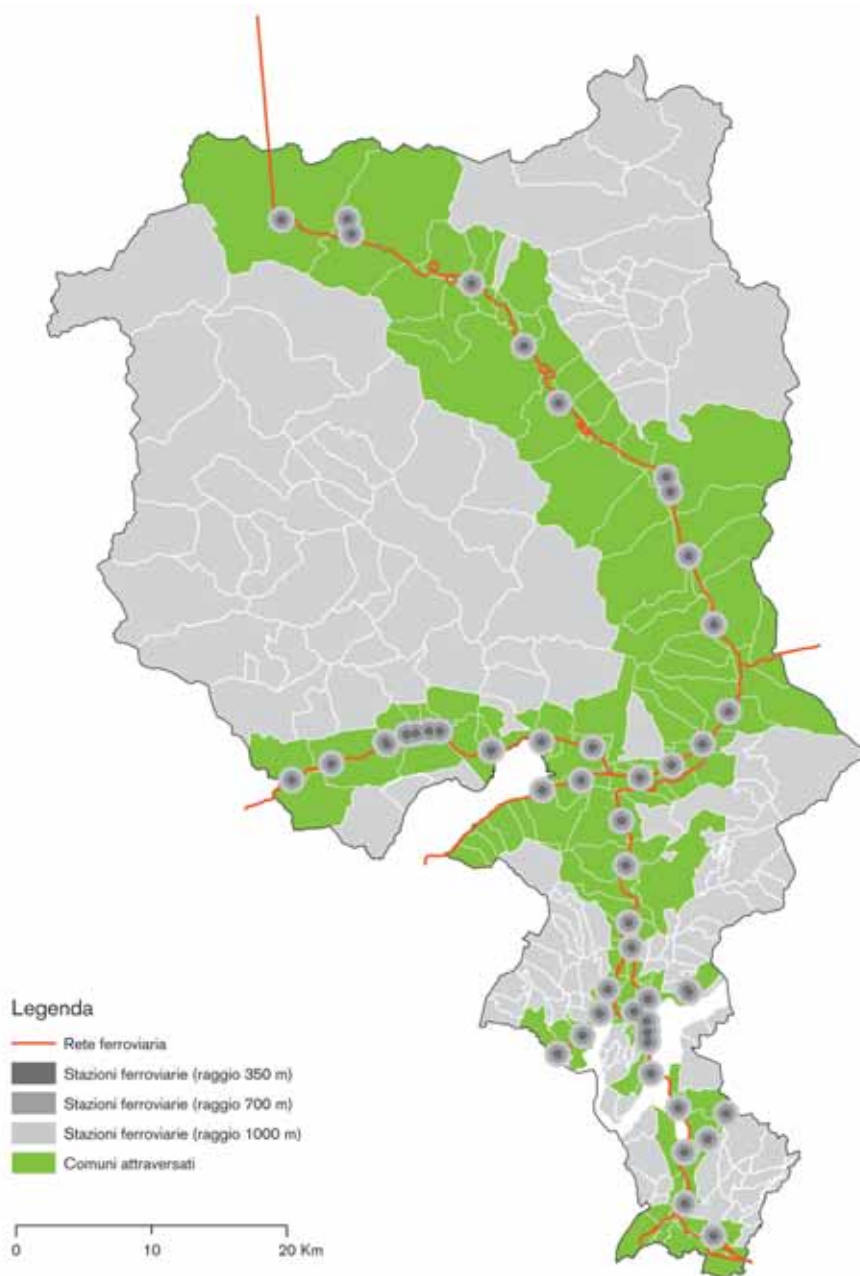 Legenda
Rete ferroviaria
Stazioni ferroviarie (raggio 350 m)
Stazioni ferroviarie (raggio 700 m)
Stazioni ferroviarie (raggio 1000 m)
Comuni attraversati
0 10 20 Km